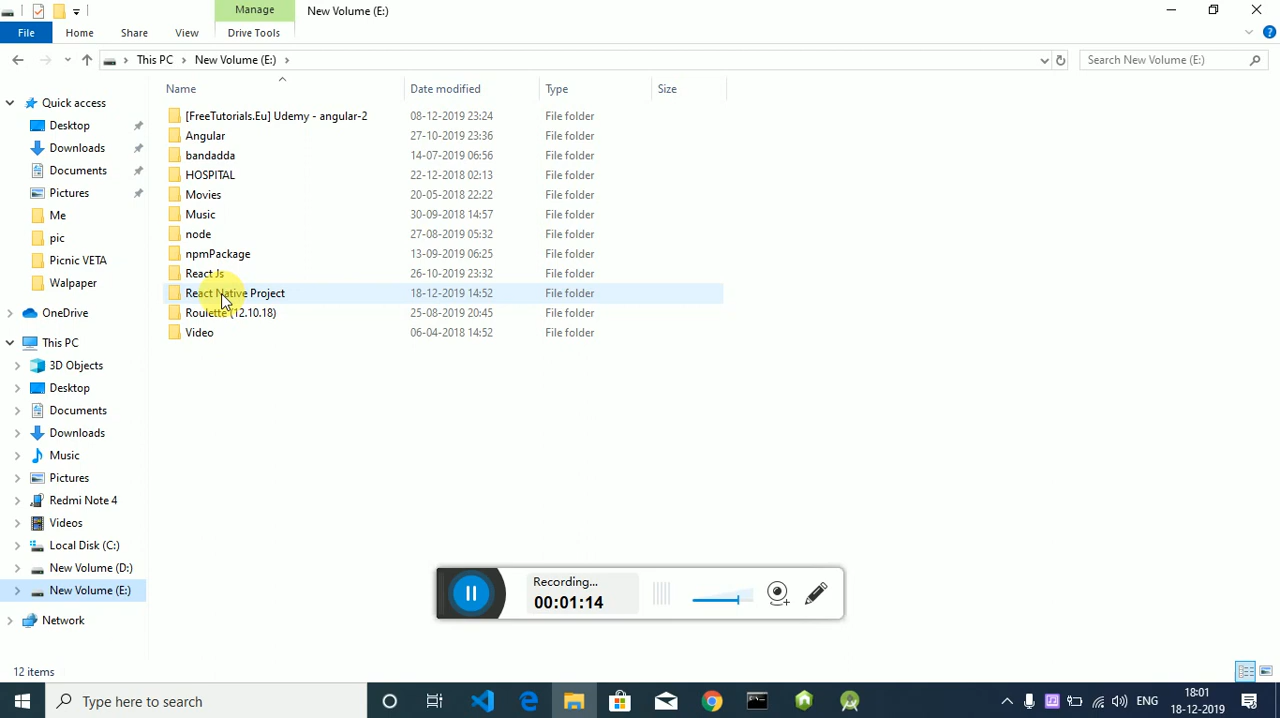 Manage
New Volume (E:)
File
Home
Share
View
Drive Tools
This PC
New Volume (E:)
Search New Volume (E:)
Name
Date modified
Type
Size
Quick access
Desktop
Downloads
Documents
Pictures
Me
pic
Picnic VETA
Walpaper
OneDrive
This PC
3D Objects
Desktop
Documents
Downloads
Music
Pictures
Redmi Note 4
Videos
Local Disk (C:)
New Volume (D:)
New Volume (E:)
Network
[FreeTutorials.Eu] Udemy - angular-2 08-12-2019 23:24 File folder
Angular 27-10-2019 23:36 File folder
bandadda 14-07-2019 06:56 File folder
HOSPITAL 22-12-2018 02:13 File folder
Movies 20-05-2018 22:22 File folder
Music 30-09-2018 14:57 File folder
node 27-08-2019 05:32 File folder
npmPackage 13-09-2019 06:25 File folder
React Js 26-10-2019 23:32 File folder
React Native Project 18-12-2019 14:52 File folder
Roulette (12.10.18) 25-08-2019 20:45 File folder
Video 06-04-2018 14:52 File folder
Recording...
00:01:14
12 items
Type here to search
ENG
18:01
18-12-2019